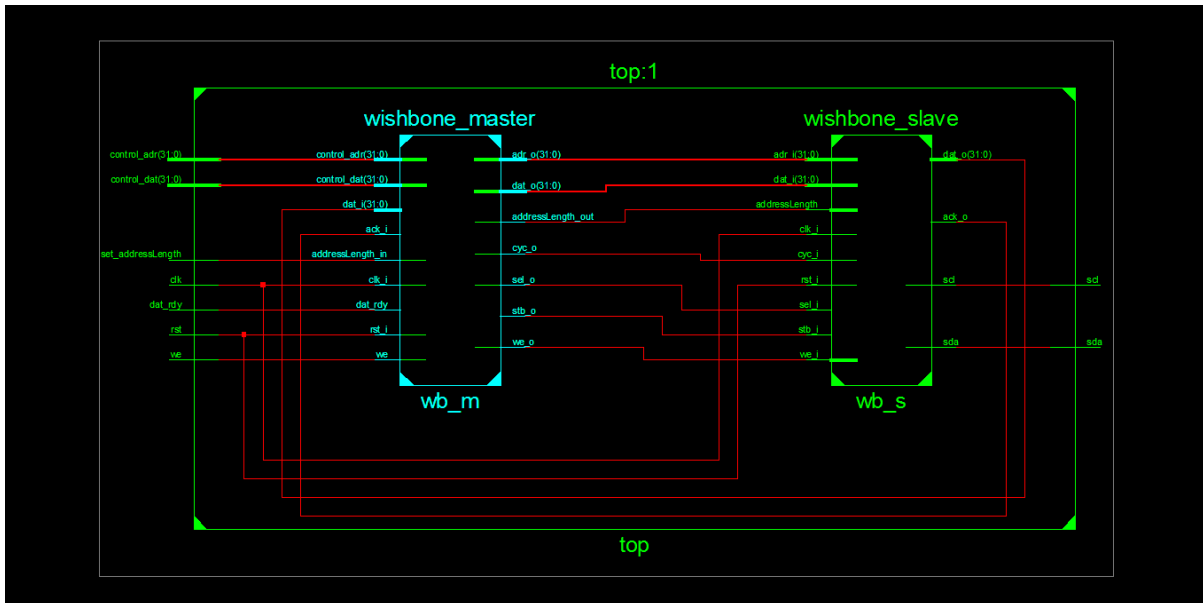 top:1
wishbone_master
wishbone_slave
control_adr(31:0)
control_adr(31:0)
adr_o(31:0)
adr_i(31:0)
dat_o(31:0)
control_dat(31:0)
control_dat(31:0)
dat_o(31:0)
dat_i(31:0)
dat_i(31:0)
addressLength_out
addressLength
ack_o
ack_i
clk_i
set_addressLength
addressLength_in
cyc_o
cyc_i
clk
clk_i
sel_o
rst_i
scl
scl
dat_rdy
dat_rdy
stb_o
sel_i
rst
rst_i
we_o
stb_i
sda
sda
we
we
we_i
wb_m
wb_s
top